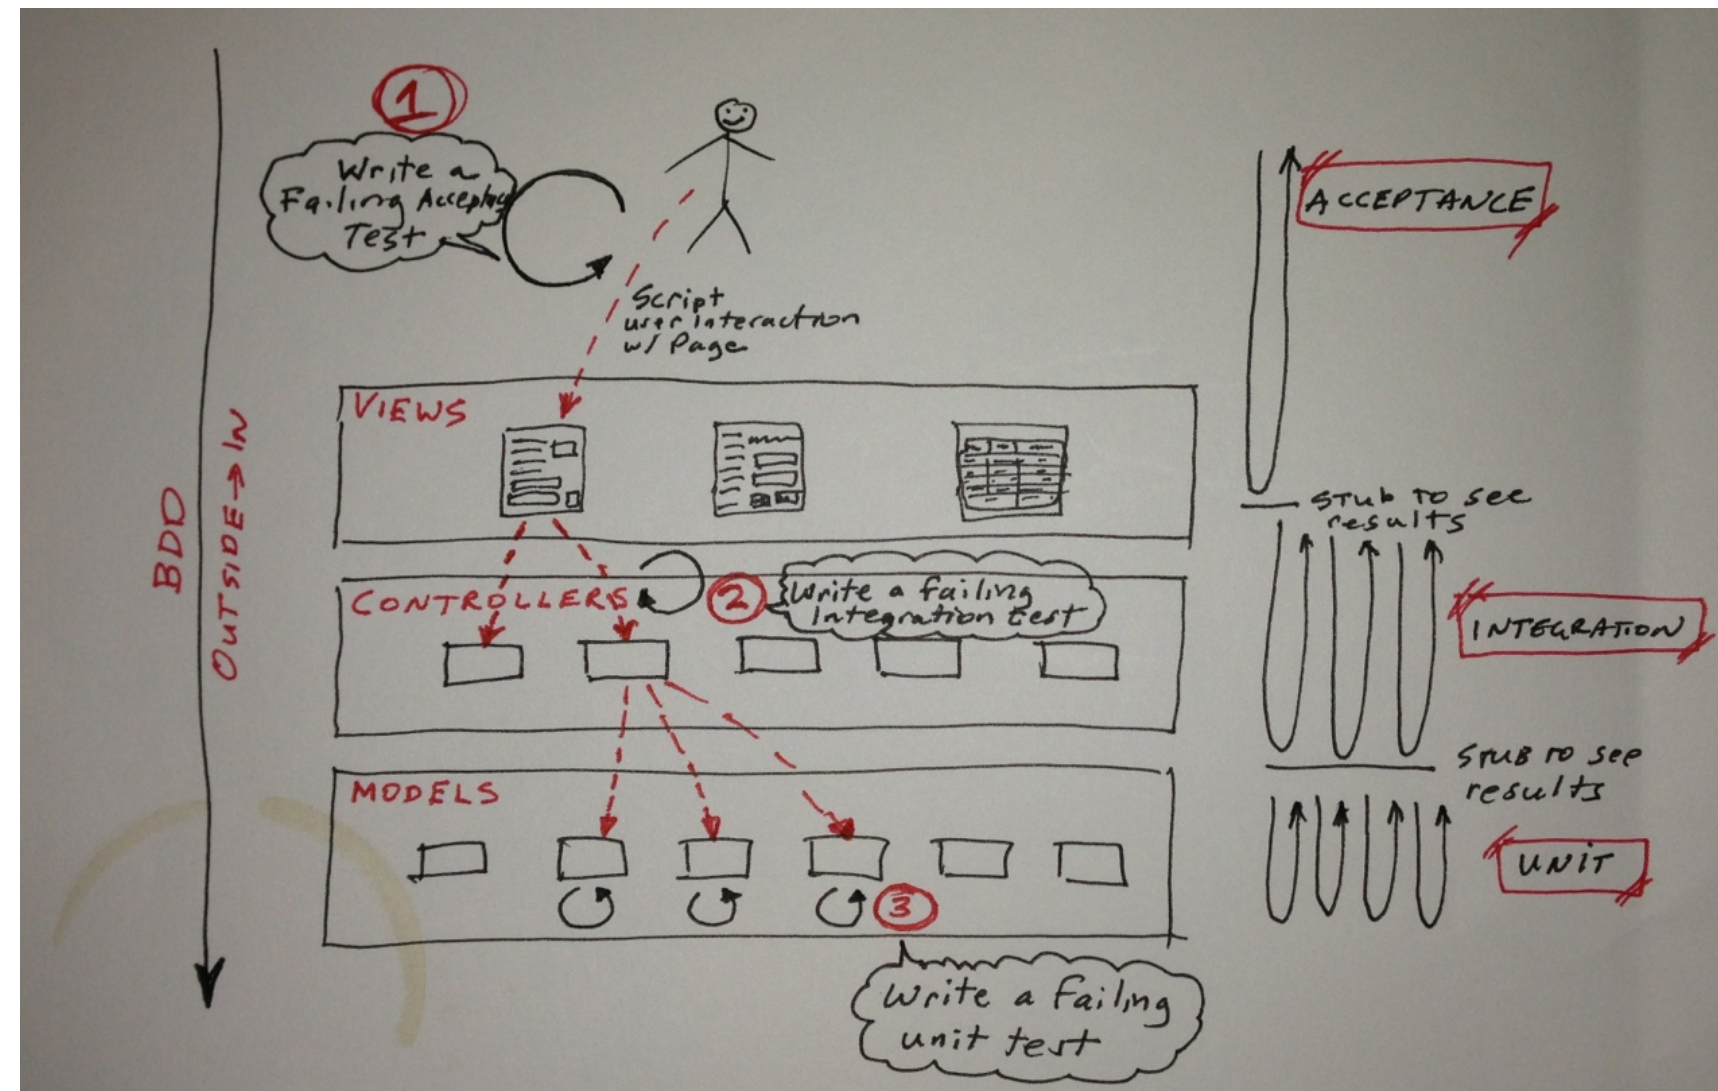 1
Write a
Failing Acceptance
Test
Script
user interaction
w/ Page
ACCEPTANCE
VIEWS
BDD
OUTSIDE→IN
Stub to see
results
CONTROLLERS
2
Write a failing
Integration test
INTEGRATION
STUB TO see
results
MODELS
UNIT
3
Write a failing
unit test